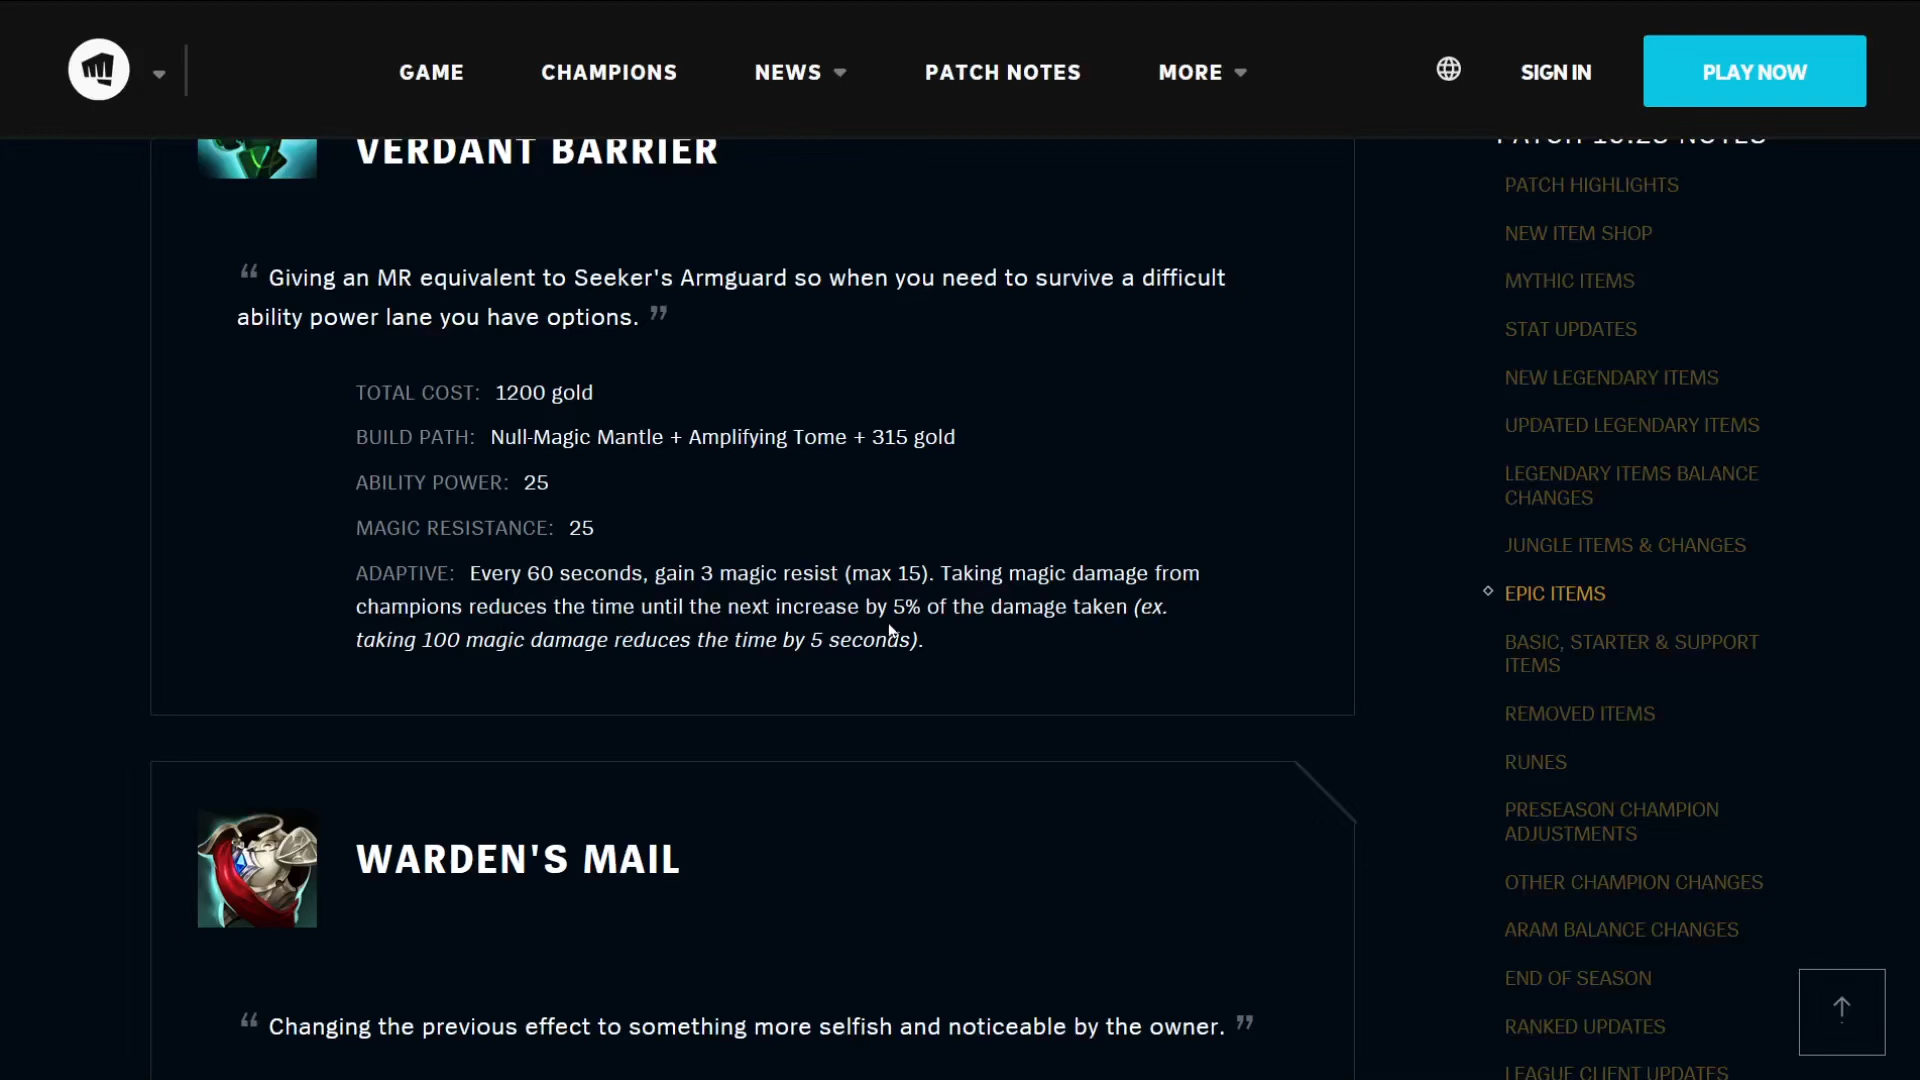 GAME
CHAMPIONS
NEWS
PATCH NOTES
MORE
SIGN IN
PLAY NOW
VERDANT BARRIER
“ Giving an MR equivalent to Seeker's Armguard so when you need to survive a difficult
ability power lane you have options. ”
TOTAL COST: 1200 gold
BUILD PATH: Null-Magic Mantle + Amplifying Tome + 315 gold
ABILITY POWER: 25
MAGIC RESISTANCE: 25
ADAPTIVE: Every 60 seconds, gain 3 magic resist (max 15). Taking magic damage from
champions reduces the time until the next increase by 5% of the damage taken (ex.
taking 100 magic damage reduces the time by 5 seconds).
WARDEN'S MAIL
“ Changing the previous effect to something more selfish and noticeable by the owner. ”
PATCH 10.23 NOTES
PATCH HIGHLIGHTS
NEW ITEM SHOP
MYTHIC ITEMS
STAT UPDATES
NEW LEGENDARY ITEMS
UPDATED LEGENDARY ITEMS
LEGENDARY ITEMS BALANCE
CHANGES
JUNGLE ITEMS & CHANGES
EPIC ITEMS
BASIC, STARTER & SUPPORT
ITEMS
REMOVED ITEMS
RUNES
PRESEASON CHAMPION
ADJUSTMENTS
OTHER CHAMPION CHANGES
ARAM BALANCE CHANGES
END OF SEASON
RANKED UPDATES
LEAGUE CLIENT UPDATES